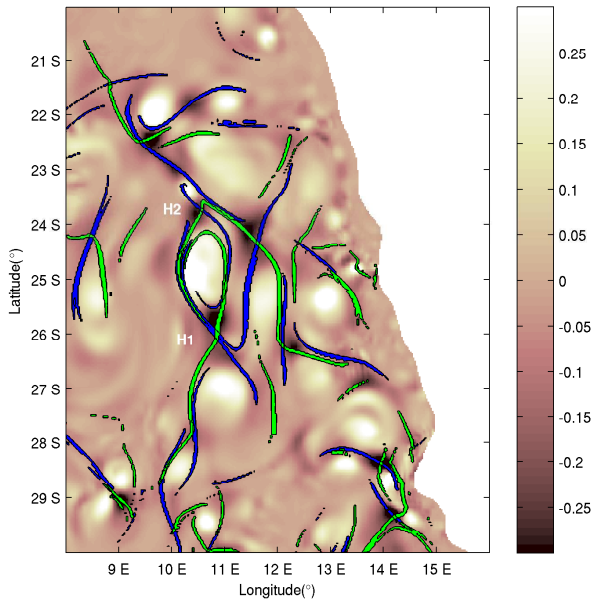 21 S
22 S
23 S
24 S
25 S
26 S
27 S
28 S
29 S
Latitude(°)
H2
H1
9 E 10 E 11 E 12 E 13 E 14 E 15 E
Longitude(°)
0.25
0.2
0.15
0.1
0.05
0
-0.05
-0.1
-0.15
-0.2
-0.25